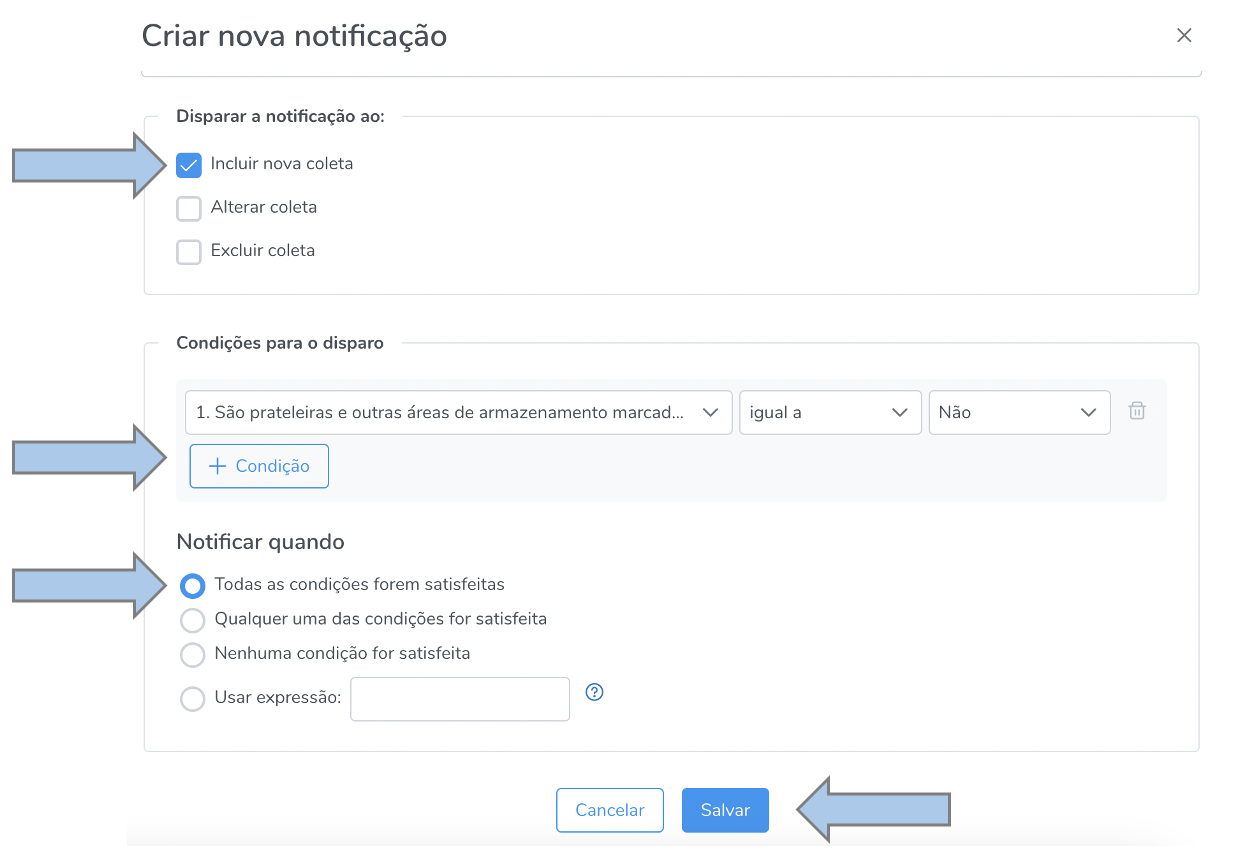 Criar nova notificação
Disparar a notificação ao:
Incluir nova coleta
Alterar coleta
Excluir coleta
Condições para o disparo
1. São prateleiras e outras áreas de armazenamento marcad... igual a Não
+ Condição
Notificar quando
Todas as condições forem satisfeitas
Qualquer uma das condições for satisfeita
Nenhuma condição for satisfeita
Usar expressão: ?
Cancelar Salvar